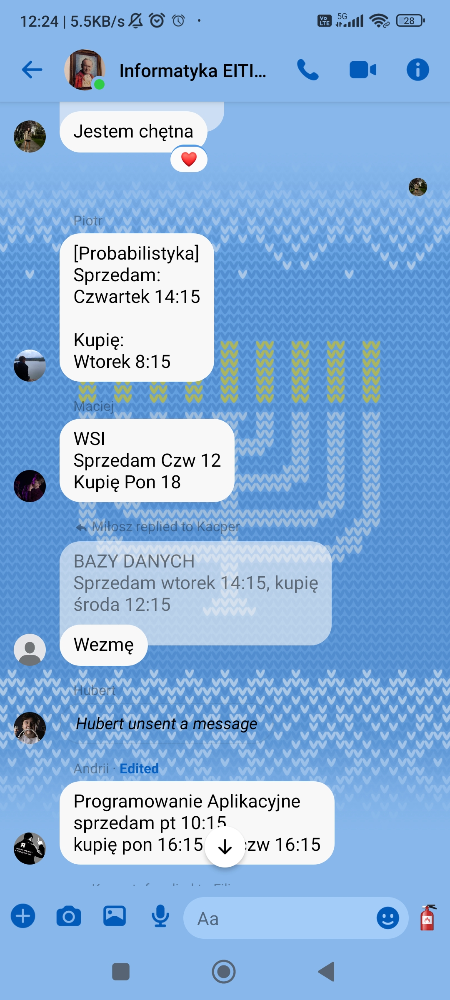 12:24 | 5.5KB/s
Vo LTE
5G
28
Informatyka EITI...
Jestem chętna
Piotr
[Probabilistyka]
Sprzedam:
Czwartek 14:15
Kupię:
Wtorek 8:15
Maciej
WSI
Sprzedam Czw 12
Kupię Pon 18
Miłosz replied to Kacper
BAZY DANYCH
Sprzedam wtorek 14:15, kupię
środa 12:15
Wezmę
Hubert
Hubert unsent a message
Andrii · Edited
Programowanie Aplikacyjne
sprzedam pt 10:15
kupię pon 16:15 czw 16:15
Aa